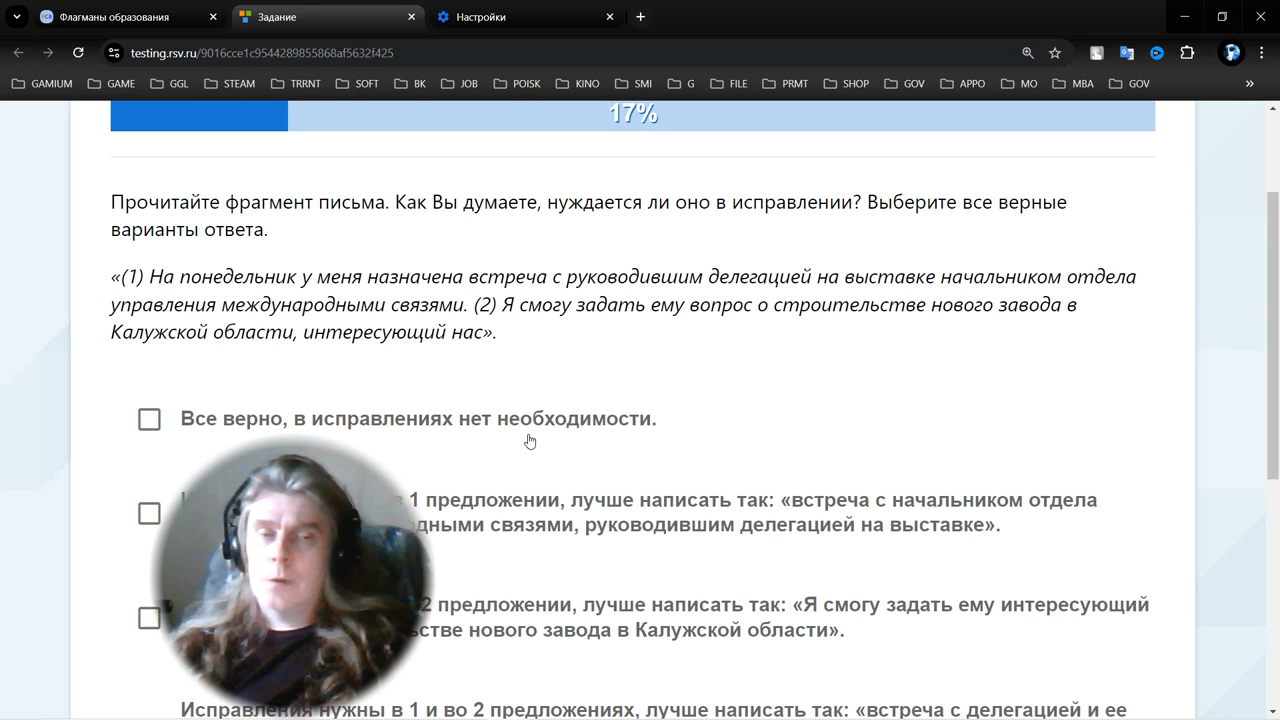 Флагманы образования
Задание
Настройки
testing.rsv.ru/9016cce1c9544289855868af5632f425
GAMIUM GAME GGL STEAM TRRNT SOFT BK JOB POISK KINO SMI G FILE PRMT SHOP GOV APPO MO MBA GOV »
17%
Прочитайте фрагмент письма. Как Вы думаете, нуждается ли оно в исправлении? Выберите все верные
варианты ответа.
«(1) На понедельник у меня назначена встреча с руководившим делегацией на выставке начальником отдела
управления международными связями. (2) Я смогу задать ему вопрос о строительстве нового завода в
Калужской области, интересующий нас».
Все верно, в исправлениях нет необходимости.
в 1 предложении, лучше написать так: «встреча с начальником отдела
связями, руководившим делегацией на выставке».
2 предложении, лучше написать так: «Я смогу задать ему интересующий
нового завода в Калужской области».
Исправления нужны в 1 и во 2 предложениях, лучше написать так: «встреча с делегацией и ее